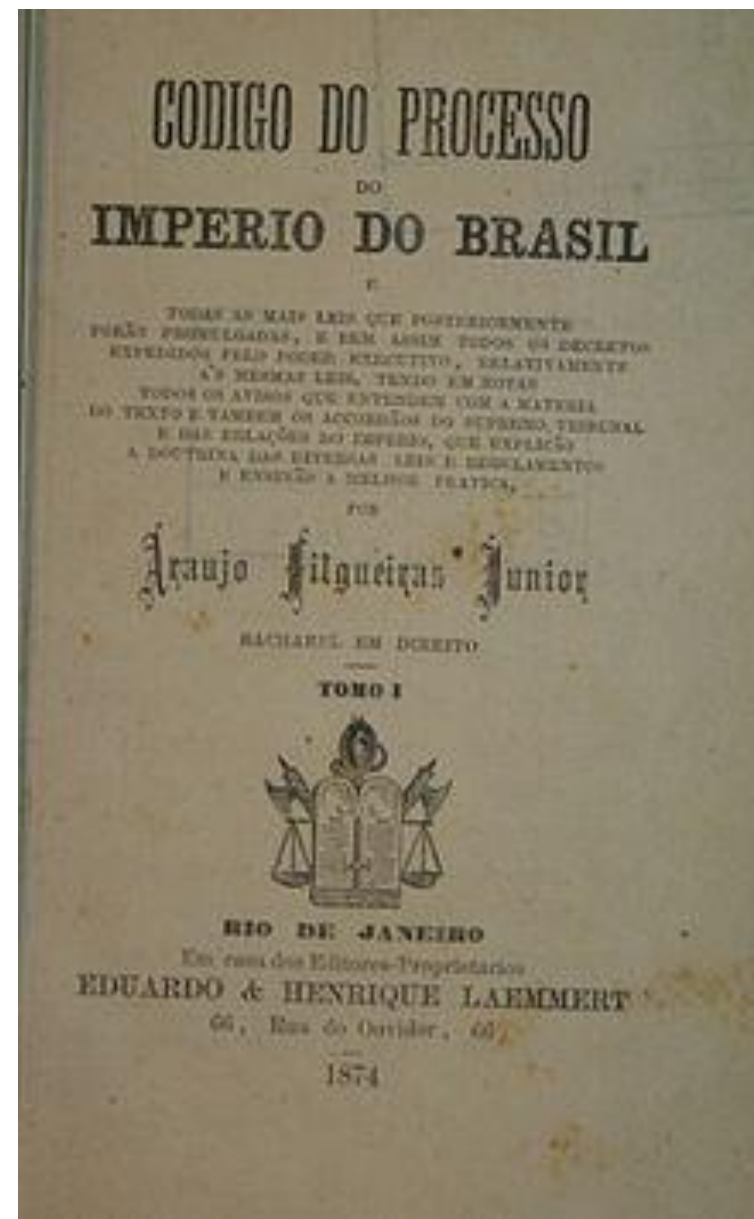 CODIGO DO PROCESSO
DO
IMPERIO DO BRASIL
E
TODAS AS MAIS LEIS QUE POSTERIORMENTE
FORÃO PROMULGADAS, E BEM ASSIM TODOS OS DECRETOS
EXPEDIDOS PELO PODER EXECUTIVO, RELATIVAMENTE
A'S MESMAS LEIS, TENDO EM NOTAS
TODOS OS AVISOS QUE ENTENDEM COM A MATERIA
DO TEXTO E TAMBEM OS ACCORDÃOS DO SUPREMO TRIBUNAL
E DAS RELAÇÕES DO IMPERIO, QUE EXPLICÃO
A DOUTRINA DAS DIVERSAS LEIS E REGULAMENTOS
E ENSINÃO A MELHOR PRATICA,
POR
Araujo Filgueiras Junior
BACHAREL EM DIREITO
TOMO I
RIO DE JANEIRO
Em casa dos Editores-Proprietarios
EDUARDO & HENRIQUE LAEMMERT
66, Rua do Ouvidor, 66
1874